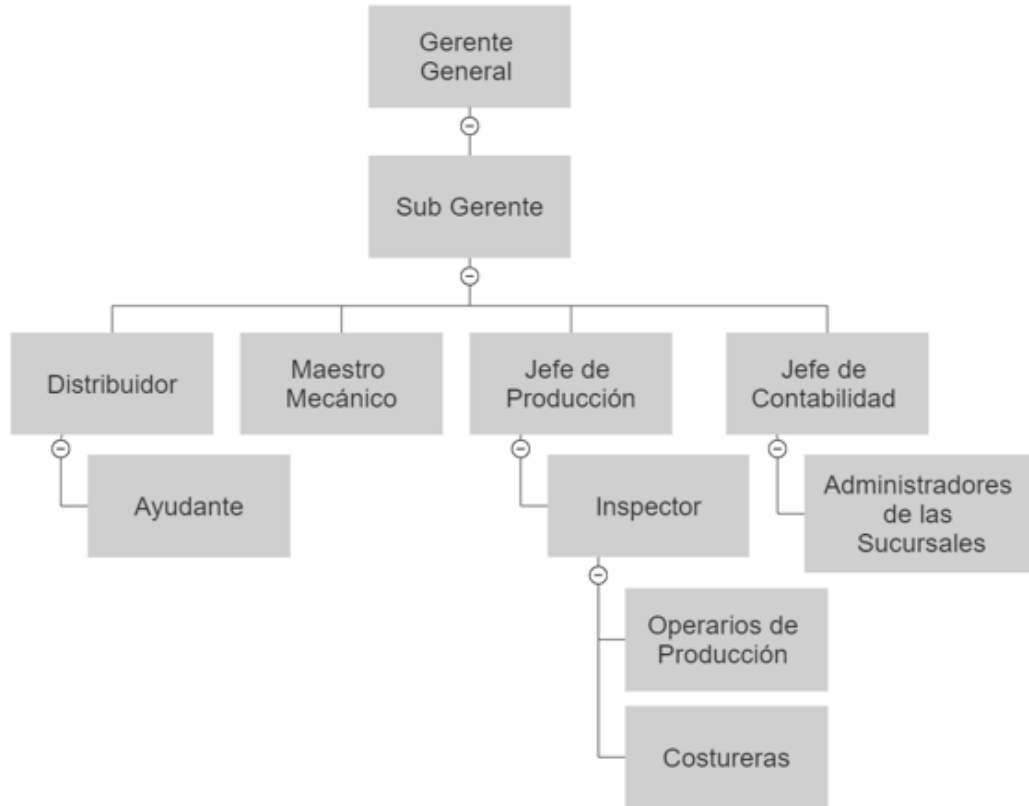 Gerente
General
Sub Gerente
Distribuidor
Maestro
Mecánico
Jefe de
Producción
Jefe de
Contabilidad
Ayudante
Inspector
Administradores
de las
Sucursales
Operarios de
Producción
Costureras